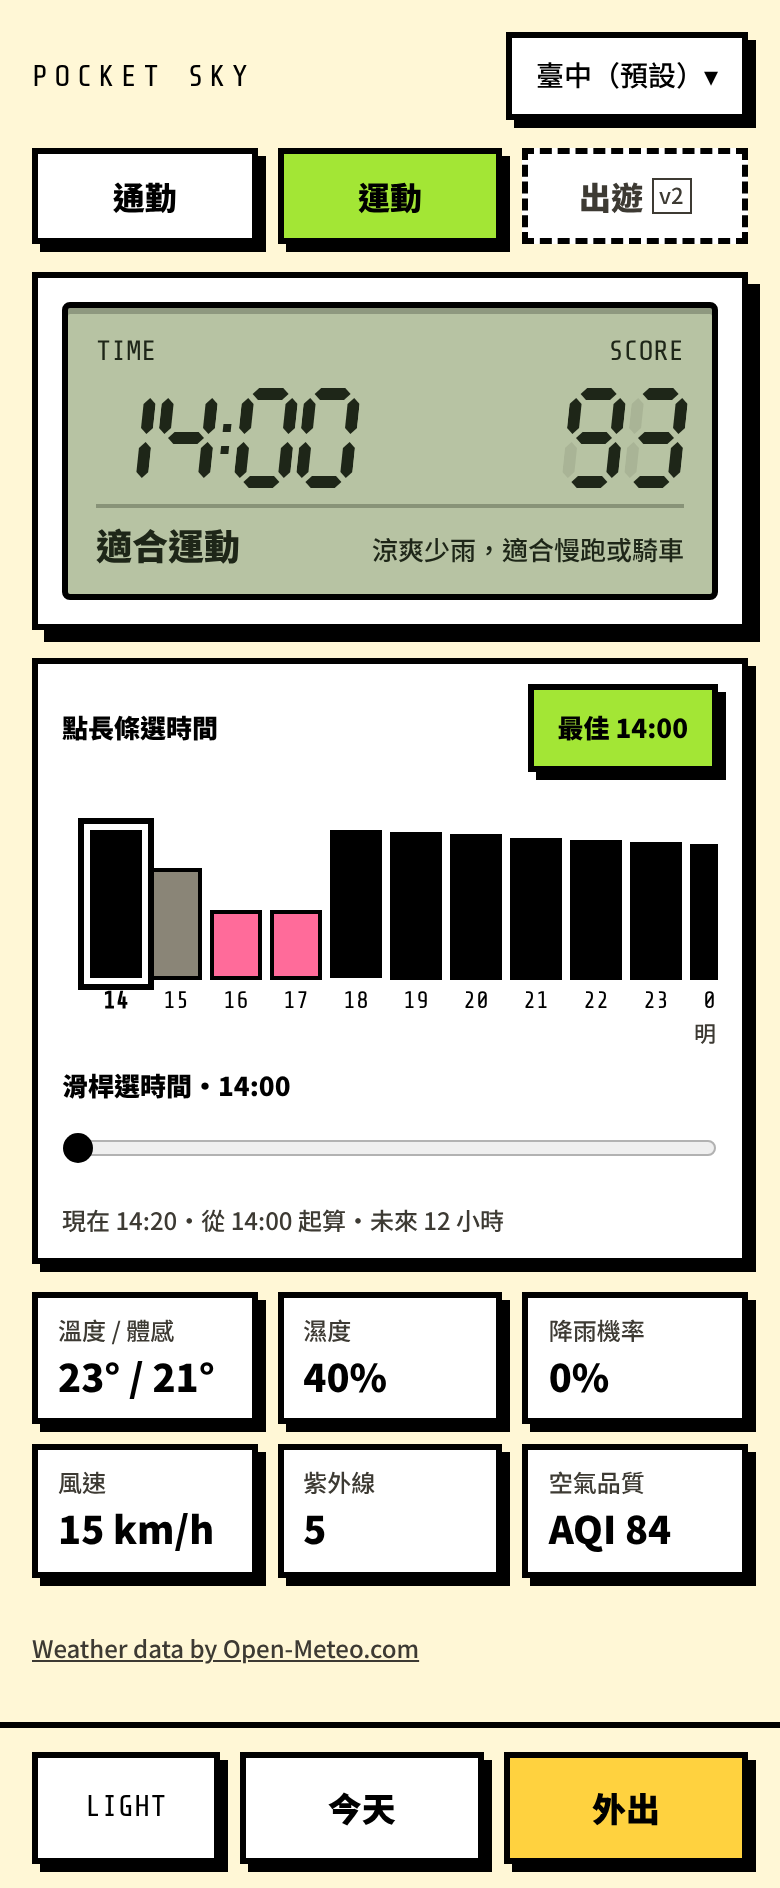 POCKET SKY
臺中（預設）▼
通勤
運動
出遊 v2
TIME
SCORE
14:00
93
適合運動
涼爽少雨，適合慢跑或騎車
點長條選時間
最佳 14:00
14 15 16 17 18 19 20 21 22 23 0
明
滑桿選時間・14:00
現在 14:20・從 14:00 起算・未來 12 小時
溫度 / 體感
23° / 21°
濕度
40%
降雨機率
0%
風速
15 km/h
紫外線
5
空氣品質
AQI 84
Weather data by Open-Meteo.com
LIGHT
今天
外出